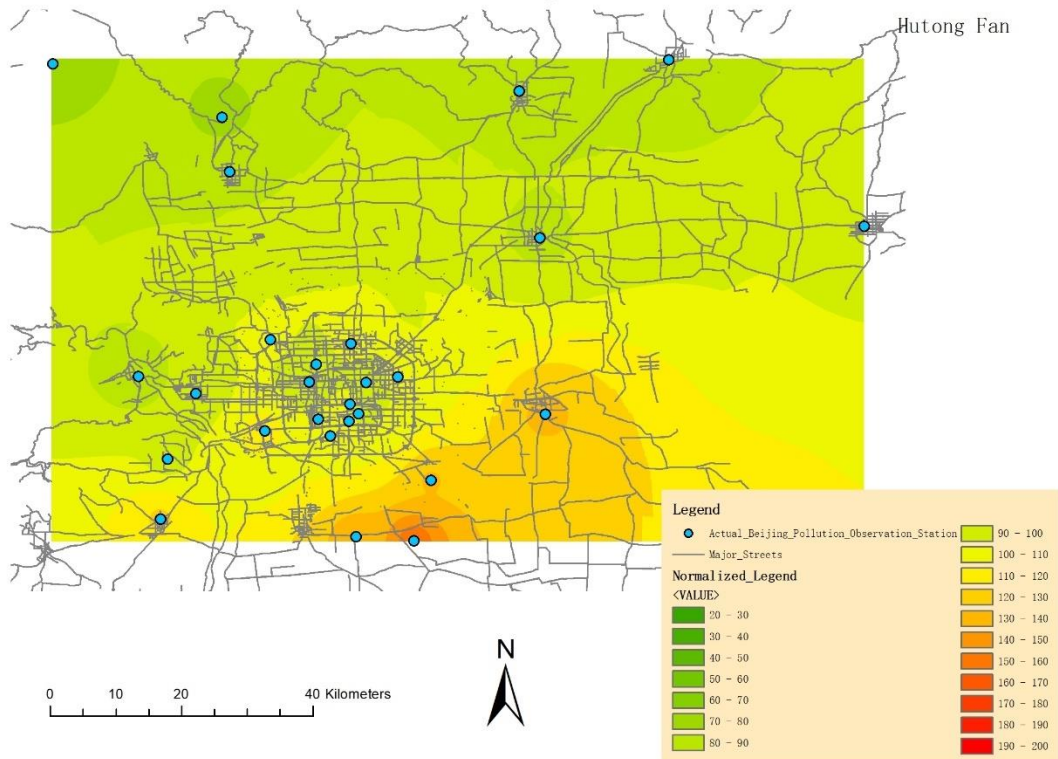 Hutong Fan
Legend
Actual_Beijing_Pollution_Observation_Station
Major_Streets
Normalized_Legend
<VALUE>
20 - 30
30 - 40
40 - 50
50 - 60
60 - 70
70 - 80
80 - 90
90 - 100
100 - 110
110 - 120
120 - 130
130 - 140
140 - 150
150 - 160
160 - 170
170 - 180
180 - 190
190 - 200
N
0 10 20 40 Kilometers